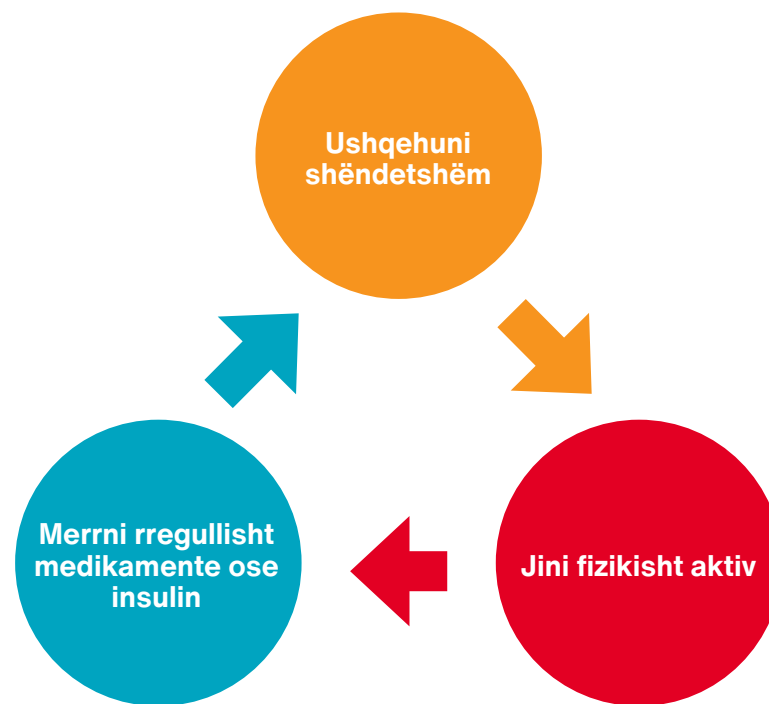 Ushqehuni
shëndetshëm
Merrni rregullisht
medikamente ose
insulin
Jini fizikisht aktiv